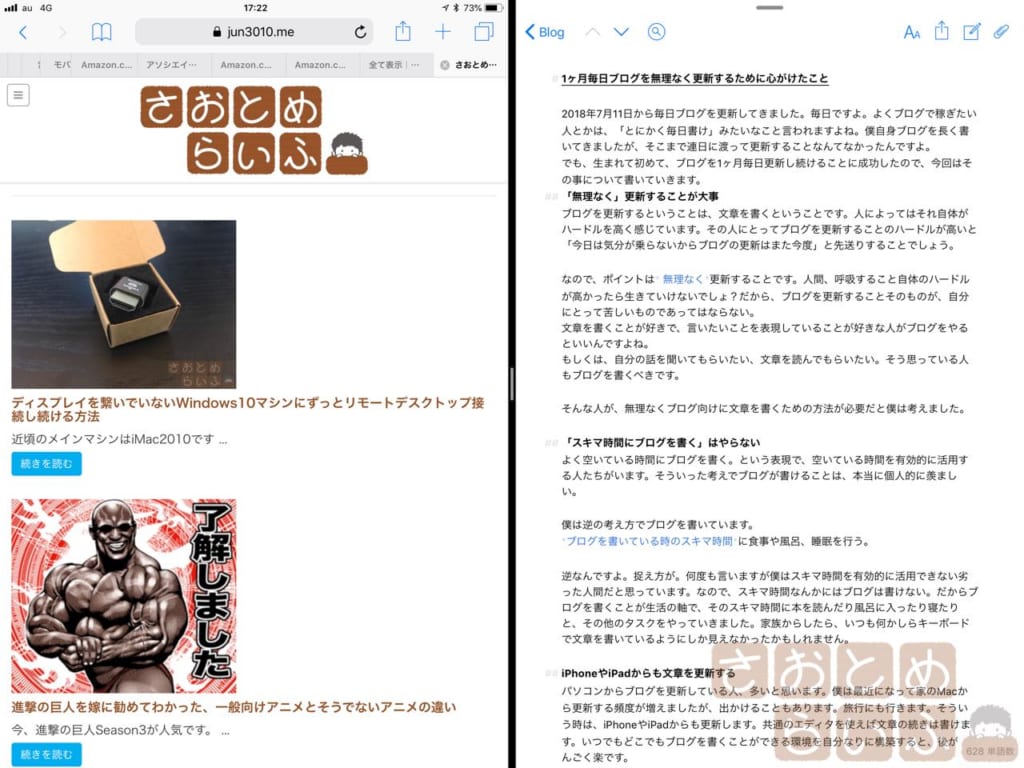 au 4G
17:22
73%
jun3010.me
モバ
Amazon.c...
アソシエイ...
Amazon.c...
Amazon.c...
全て表示｜...
さおとめ...
さおとめ
らいふ
さおとめ
らいふ
ディスプレイを繋いでいないWindows10マシンにずっとリモートデスクトップ接
続し続ける方法
近頃のメインマシンはiMac2010です ...
続きを読む
了解しました
進撃の巨人を嫁に勧めてわかった、一般向けアニメとそうでないアニメの違い
今、進撃の巨人Season3が人気です。 ...
続きを読む
Blog
AA
# 1ヶ月毎日ブログを無理なく更新するために心がけたこと
2018年7月11日から毎日ブログを更新してきました。毎日ですよ。よくブログで稼ぎたい
人とかは、「とにかく毎日書け」みたいなこと言われますよね。僕自身ブログを長く書
いてきましたが、そこまで連日に渡って更新することなんてなかったんですよ。
でも、生まれて初めて、ブログを1ヶ月毎日更新し続けることに成功したので、今回はそ
の事について書いていきます。
## 「無理なく」更新することが大事
ブログを更新するということは、文章を書くということです。人によってはそれ自体が
ハードルを高く感じています。その人にとってブログを更新することのハードルが高いと
「今日は気分が乗らないからブログの更新はまた今度」と先送りすることでしょう。
なので、ポイントは*無理なく*更新することです。人間、呼吸すること自体のハードル
が高かったら生きていけないでしょ？だから、ブログを更新することそのものが、自分
にとって苦しいものであってはならない。
文章を書くことが好きで、言いたいことを表現していることが好きな人がブログをやる
といいんですよね。
もしくは、自分の話を聞いてもらいたい、文章を読んでもらいたい。そう思っている人
もブログを書くべきです。
そんな人が、無理なくブログ向けに文章を書くための方法が必要だと僕は考えました。
## 「スキマ時間にブログを書く」はやらない
よく空いている時間にブログを書く。という表現で、空いている時間を有効的に活用す
る人たちがいます。そういった考えでブログが書けることは、本当に個人的に羨まし
い。
僕は逆の考え方でブログを書いています。
*ブログを書いている時のスキマ時間*に食事や風呂、睡眠を行う。
逆なんですよ。捉え方が。何度も言いますが僕はスキマ時間を有効的に活用できない劣
った人間だと思っています。なので、スキマ時間なんかにはブログは書けない。だからブ
ログを書くことが生活の軸で、そのスキマ時間に本を読んだり風呂に入ったり寝たり
と、その他のタスクをやっていきました。家族からしたら、いつも何かしらキーボード
で文章を書いているようにしか見えなかったかもしれません。
## iPhoneやiPadからも文章を更新する
パソコンからブログを更新している人、多いと思います。僕は最近になって家のMacか
ら更新する頻度が増えましたが、出かけることもあります。旅行にも行きます。そうい
う時は、iPhoneやiPadからも更新します。共通のエディタを使えば文章の続きは書けま
す。いつでもどこでもブログを書くことができる環境を自分なりに構築すると、後が
んごく楽です。
628 単語数
さおとめ
らいふ